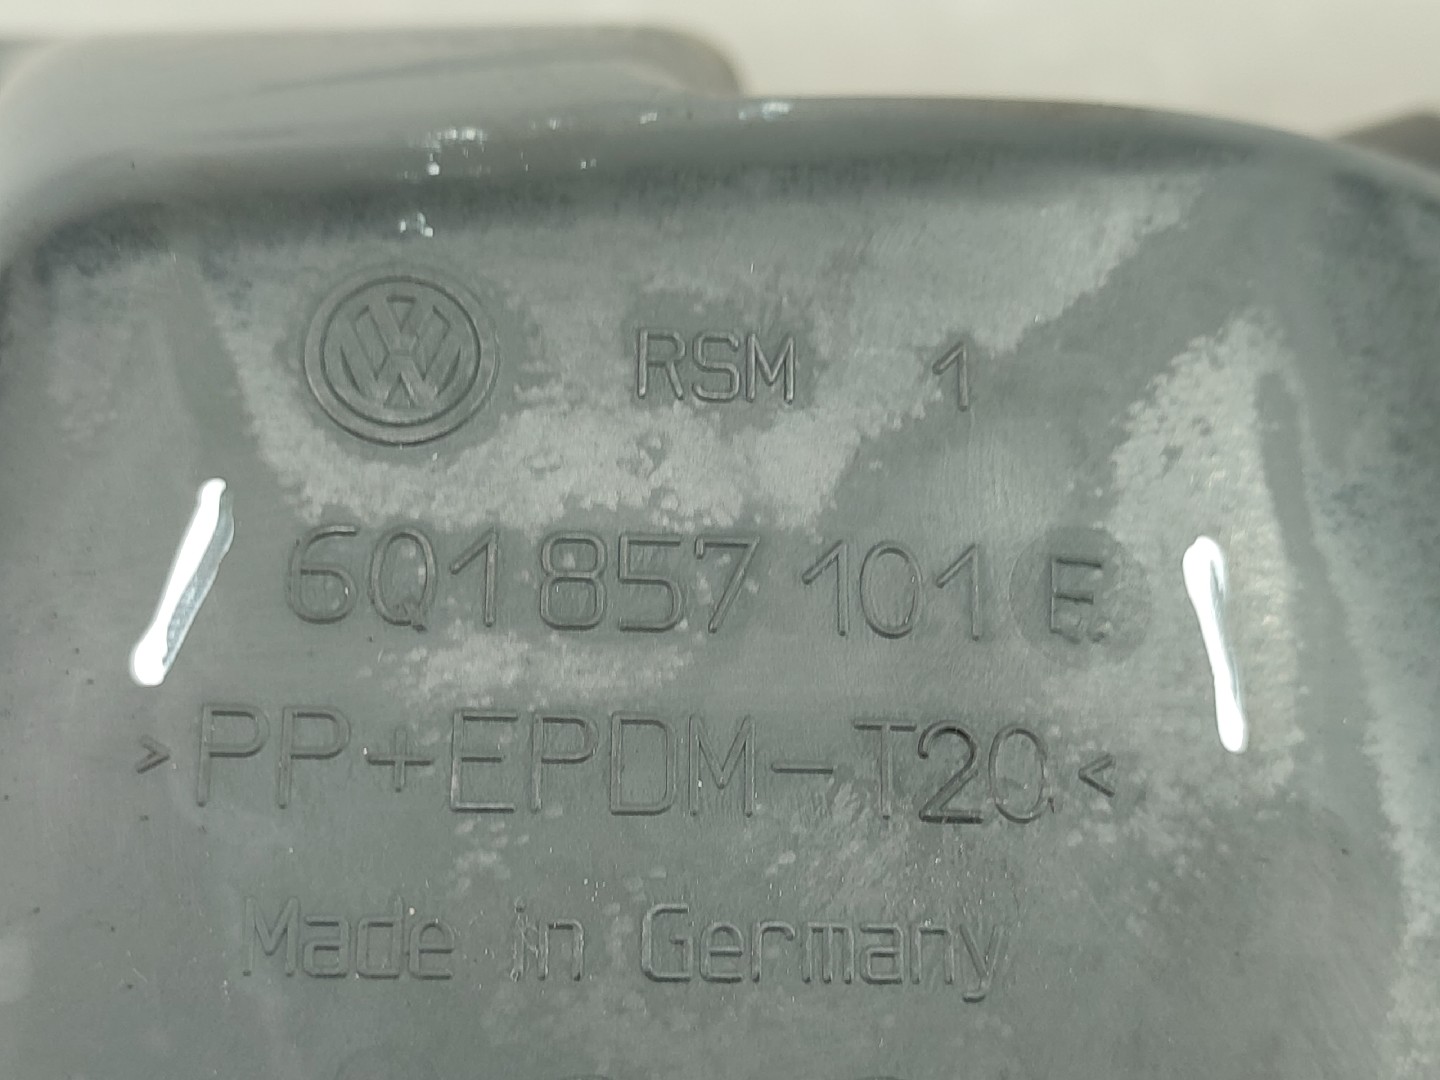 RSM 1
6Q1 857 101 E
>PP+EPDM-T20<
Made in Germany